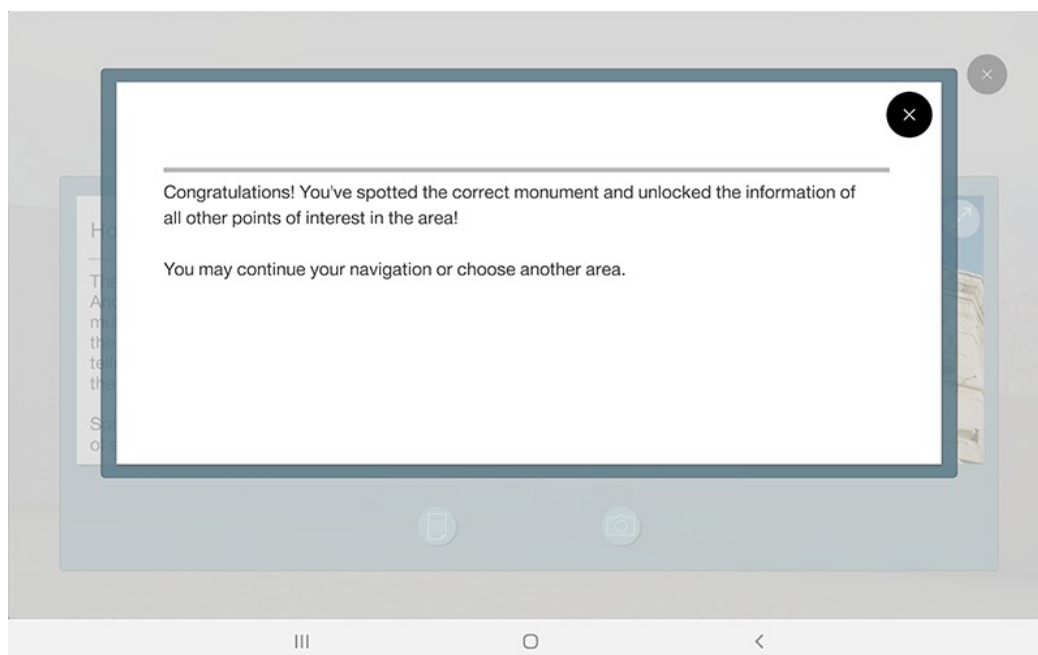 Congratulations! You've spotted the correct monument and unlocked the information of
all other points of interest in the area!
You may continue your navigation or choose another area.